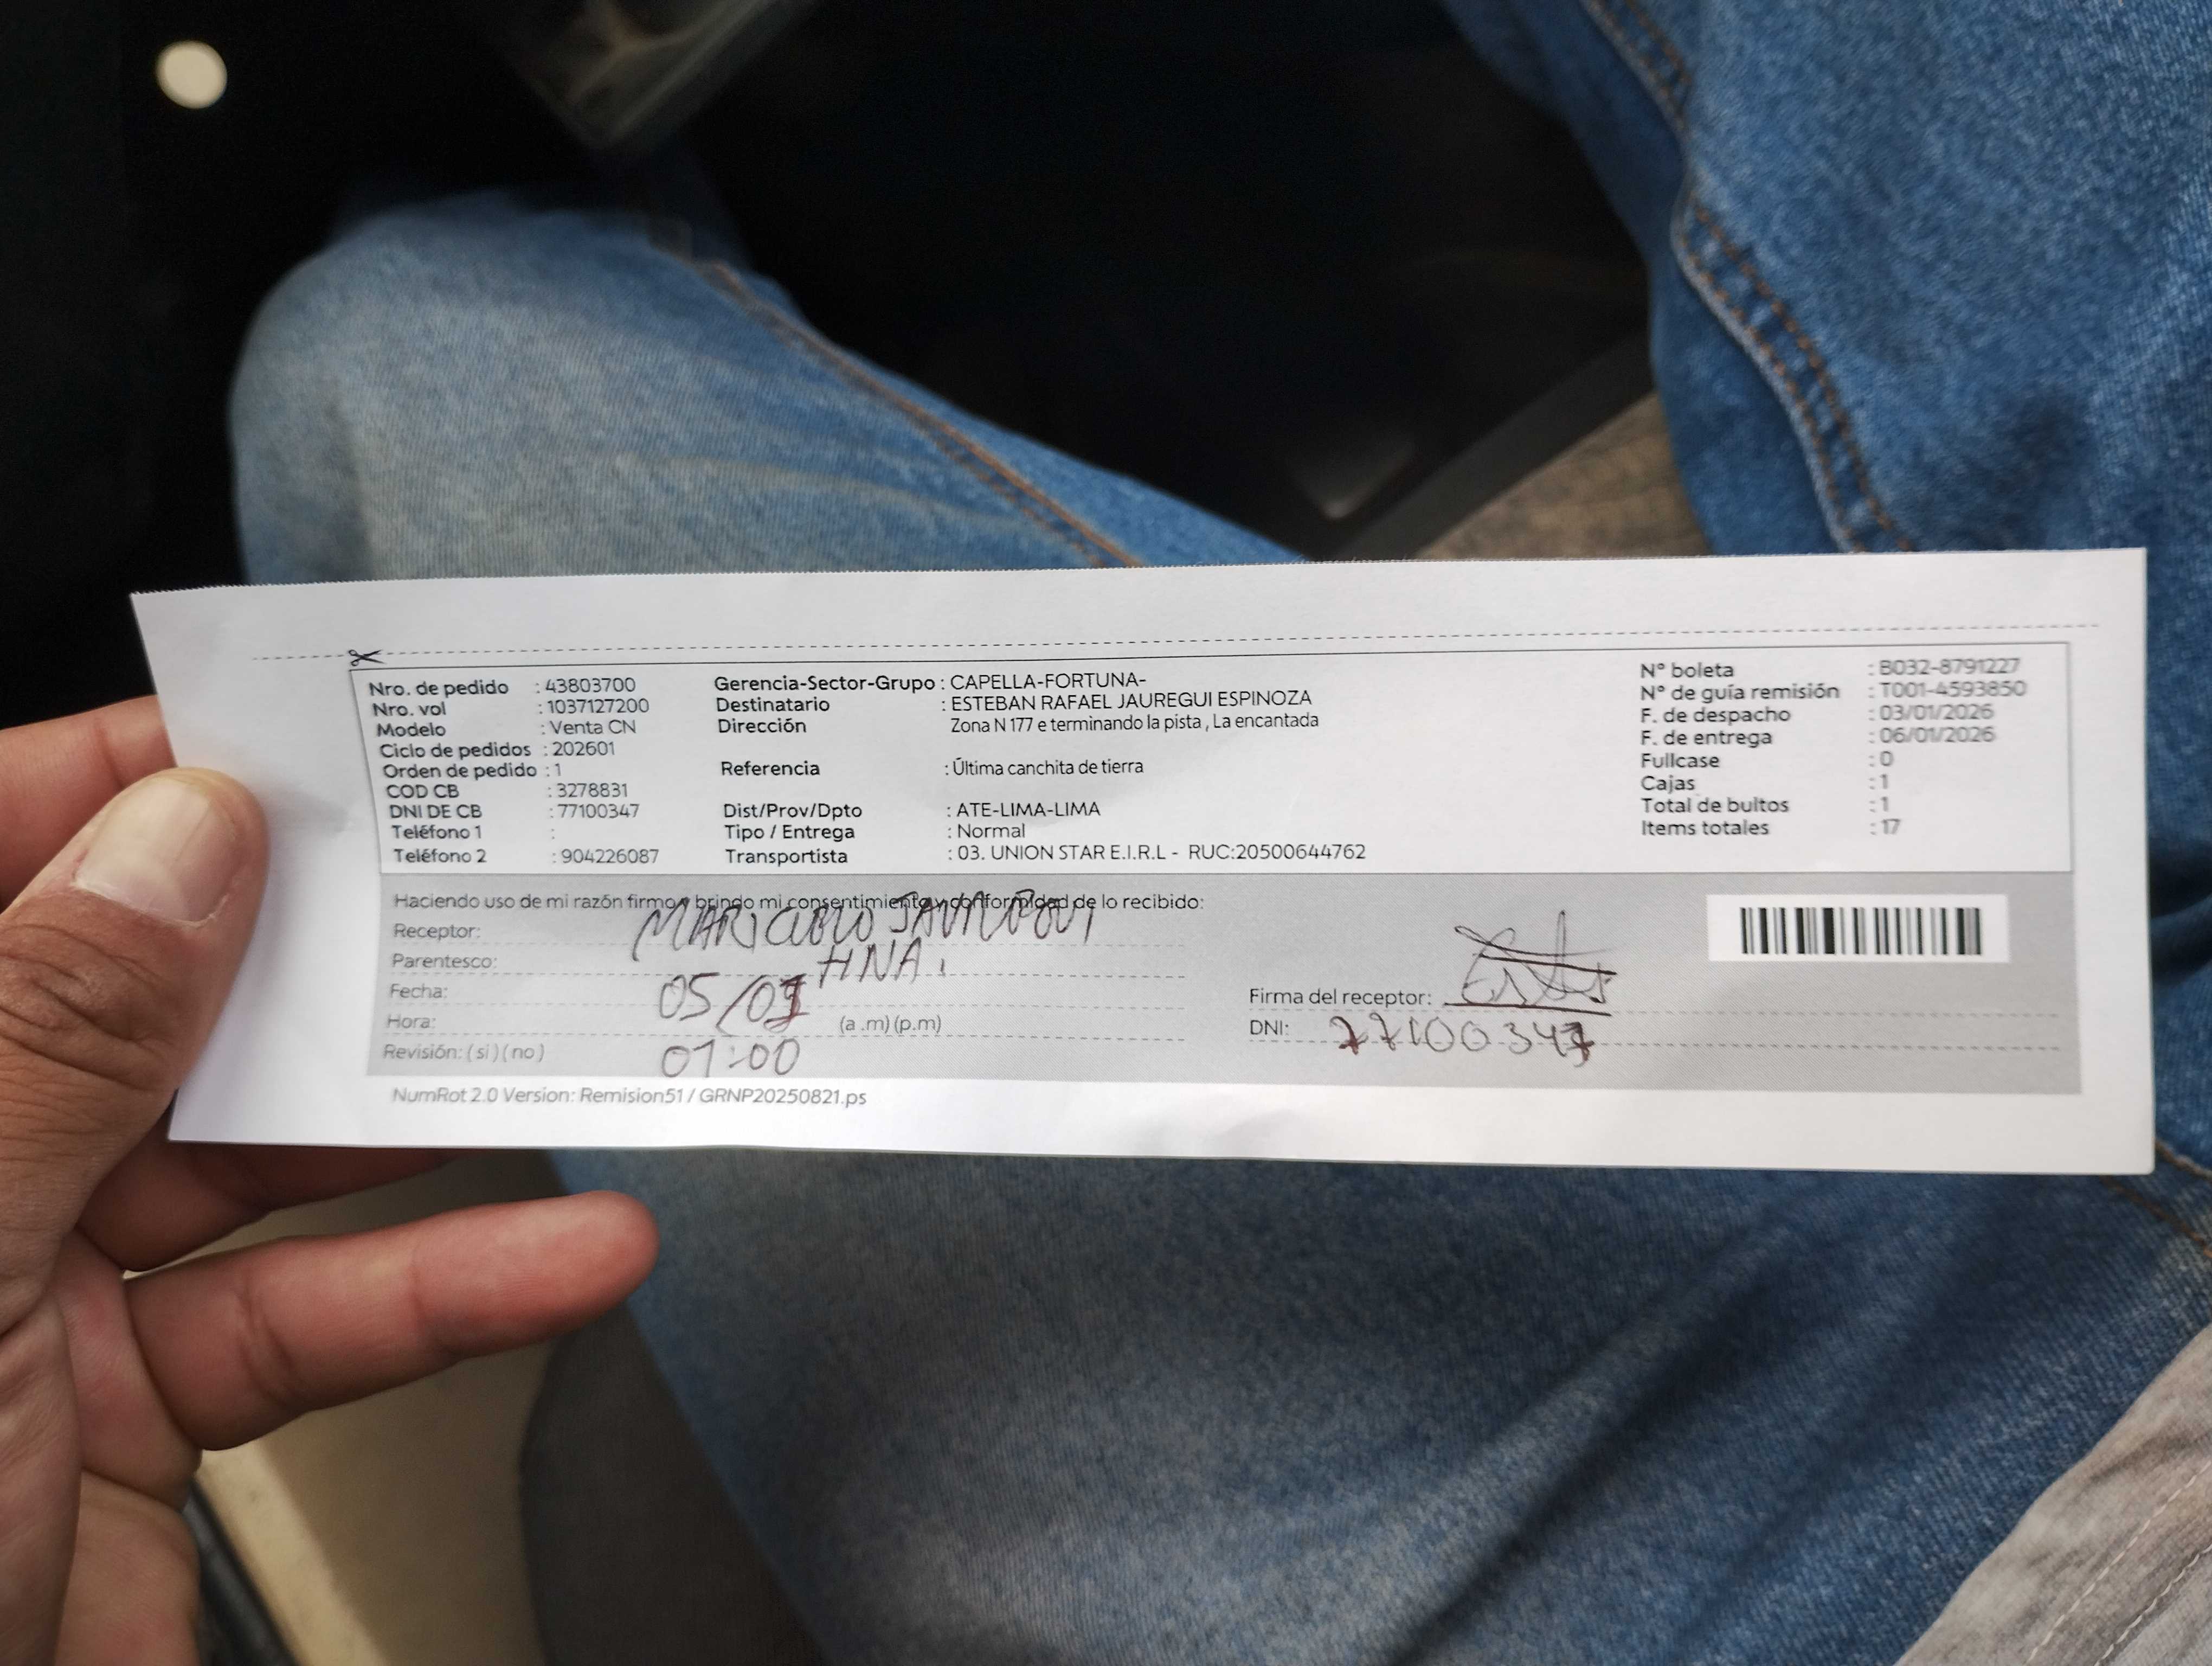 Nro. de pedido : 43803700
Nro. vol : 1037127200
Modelo : Venta CN
Ciclo de pedidos : 202601
Orden de pedido : 1
COD CB : 3278831
DNI DE CB : 77100347
Teléfono 1 :
Teléfono 2 : 904226087
Gerencia-Sector-Grupo : CAPELLA-FORTUNA-
Destinatario : ESTEBAN RAFAEL JAUREGUI ESPINOZA
Dirección Zona N 177 e terminando la pista , La encantada
Referencia : Última canchita de tierra
Dist/Prov/Dpto : ATE-LIMA-LIMA
Tipo / Entrega : Normal
Transportista : 03. UNION STAR E.I.R.L - RUC:20500644762
N° boleta : B032-8791227
N° de guía remisión : T001-4593850
F. de despacho : 03/01/2026
F. de entrega : 06/01/2026
Fullcase : 0
Cajas : 1
Total de bultos : 1
Items totales : 17
Haciendo uso de mi razón firmo y brindo mi consentimiento y conformidad de lo recibido:
Receptor:
Parentesco: HNA.
Fecha: 05/01
Hora: (a .m) (p.m)
Revisión: ( si ) ( no ) 01:00
Firma del receptor:
DNI: 77100347
NumRot 2.0 Version: Remision51 / GRNP20250821.ps